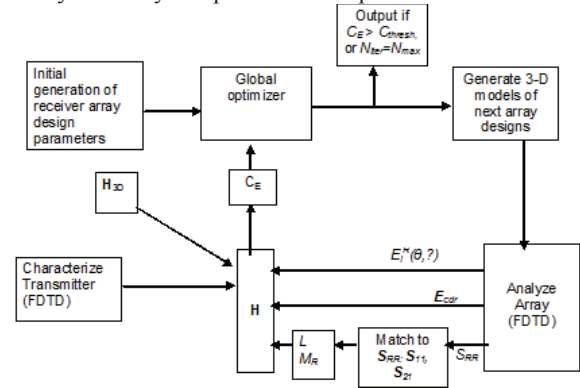 Output if
C_E > C_thresh,
or N_iter=N_max
Initial
generation of
receiver array
design
parameters
Global
optimizer
Generate 3-D
models of
next array
designs
C_E
H_3D
Characterize
Transmitter
(FDTD)
H
E_i^rx(θ,?)
E_cdr
Analyze
Array
(FDTD)
L
M_R
Match to
S_RR: S_11,
S_21
S_RR